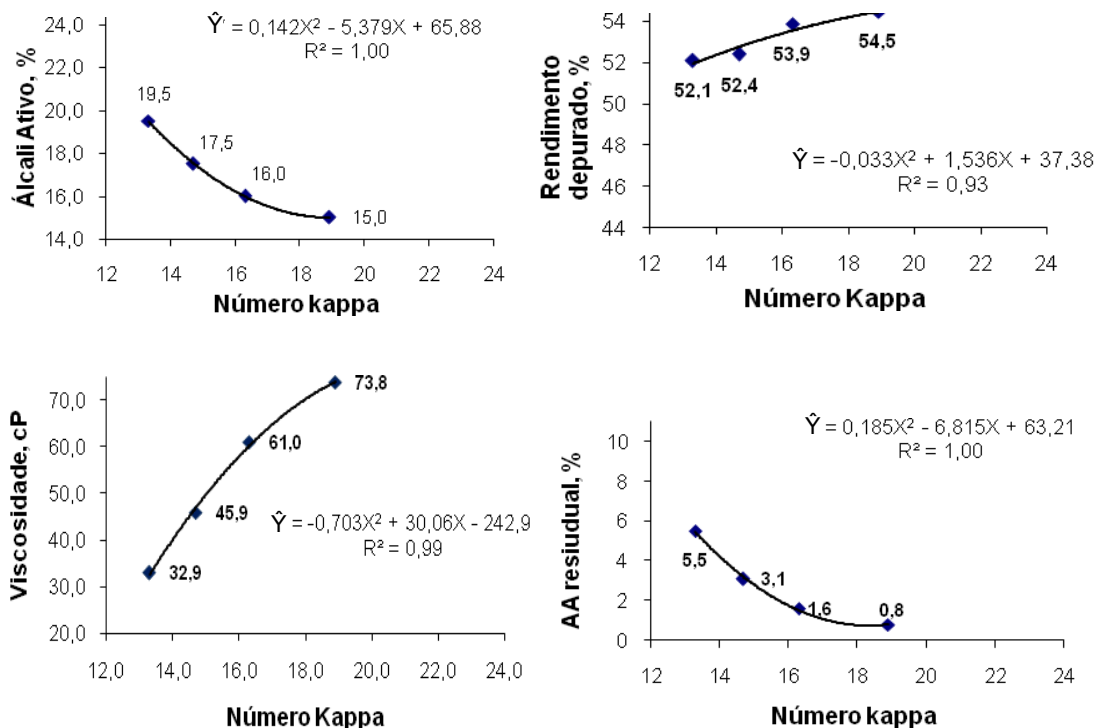 Ŷ = 0,142X² - 5,379X + 65,88
R² = 1,00
Álcali Ativo, %
24,0
22,0
20,0
18,0
16,0
14,0
19,5
17,5
16,0
15,0
12 14 16 18 20 22 24
Número kappa
Rendimento
depurado, %
54
52
50
48
46
44
52,1
52,4
53,9
54,5
Ŷ = -0,033X² + 1,536X + 37,38
R² = 0,93
12 14 16 18 20 22 24
Número Kappa
Viscosidade, cP
70,0
60,0
50,0
40,0
30,0
20,0
73,8
61,0
45,9
32,9
Ŷ = -0,703X² + 30,06X - 242,9
R² = 0,99
12,0 14,0 16,0 18,0 20,0 22,0 24,0
Número Kappa
Ŷ = 0,185X² - 6,815X + 63,21
R² = 1,00
AA resiudual, %
10
8
6
4
2
0
5,5
3,1
1,6
0,8
12 14 16 18 20 22 24
Número kappa